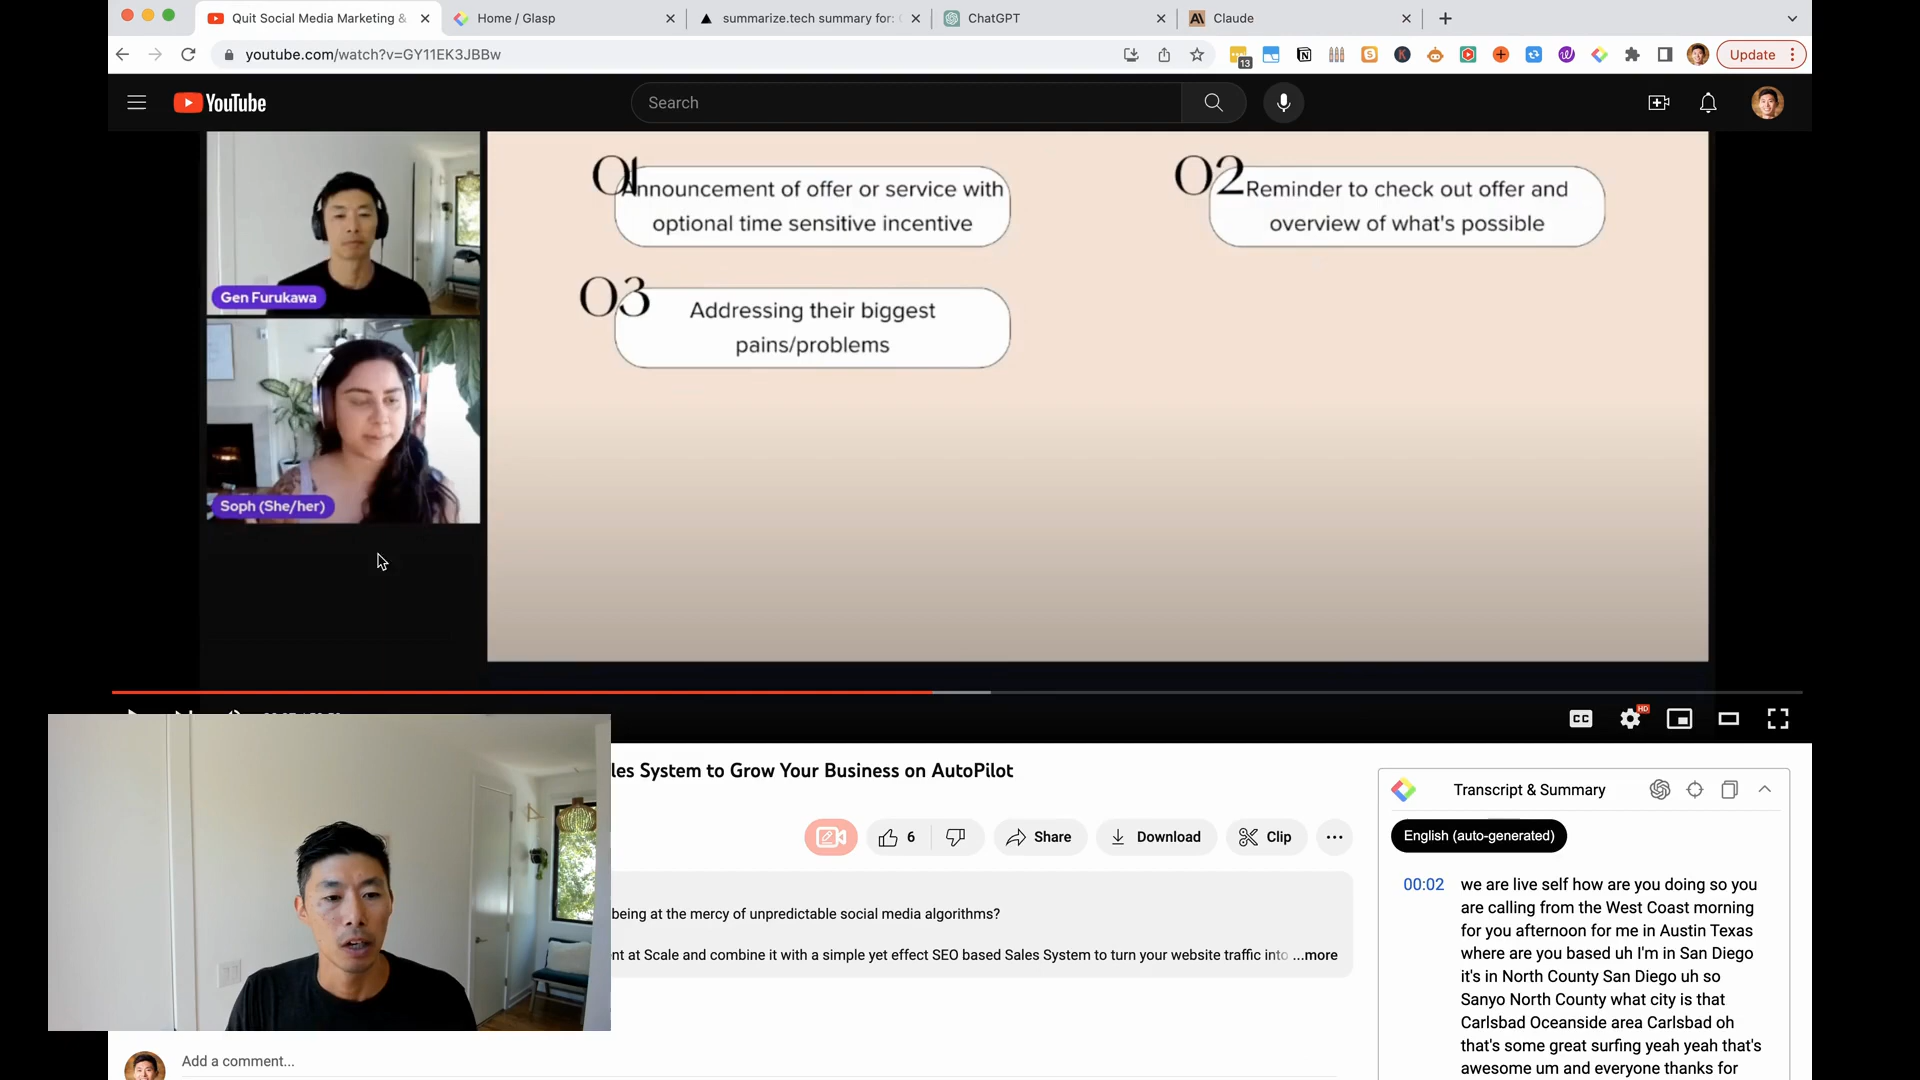 Quit Social Media Marketing &
Home / Glasp
summarize.tech summary for:
ChatGPT
Claude
youtube.com/watch?v=GY11EK3JBBw
13
Update
YouTube
Search
01
Announcement of offer or service with
optional time sensitive incentive
02
Reminder to check out offer and
overview of what's possible
03
Addressing their biggest
pains/problems
Gen Furukawa
Soph (She/her)
CC
HD
les System to Grow Your Business on AutoPilot
6
Share
Download
Clip
being at the mercy of unpredictable social media algorithms?
nt at Scale and combine it with a simple yet effect SEO based Sales System to turn your website traffic into ...more
Add a comment...
Transcript & Summary
English (auto-generated)
00:02
we are live self how are you doing so you
are calling from the West Coast morning
for you afternoon for me in Austin Texas
where are you based uh I'm in San Diego
it's in North County San Diego uh so
Sanyo North County what city is that
Carlsbad Oceanside area Carlsbad oh
that's some great surfing yeah yeah that's
awesome um and everyone thanks for